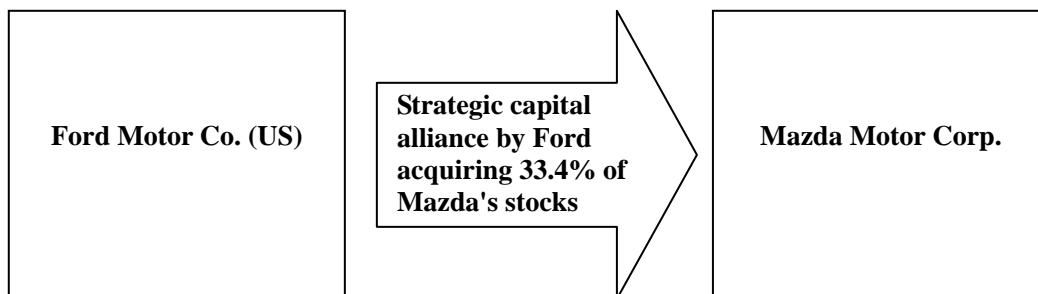 Ford Motor Co. (US)
Strategic capital
alliance by Ford
acquiring 33.4% of
Mazda's stocks
Mazda Motor Corp.